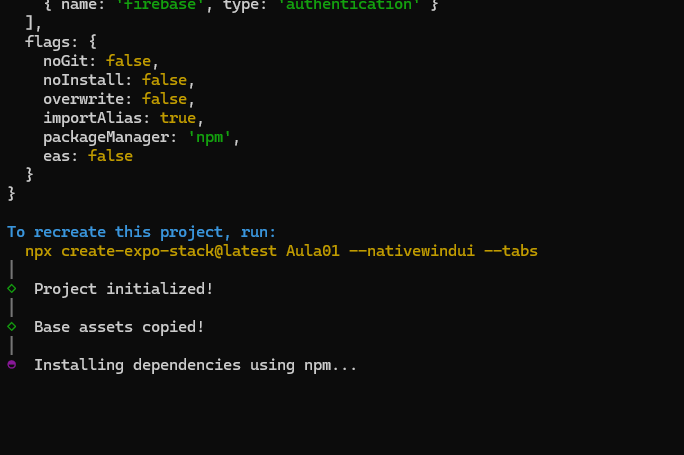 { name: 'firebase', type: 'authentication' }
],
flags: {
noGit: false,
noInstall: false,
overwrite: false,
importAlias: true,
packageManager: 'npm',
eas: false
}
}
To recreate this project, run:
npx create-expo-stack@latest Aula01 --nativewindui --tabs
Project initialized!
Base assets copied!
Installing dependencies using npm...